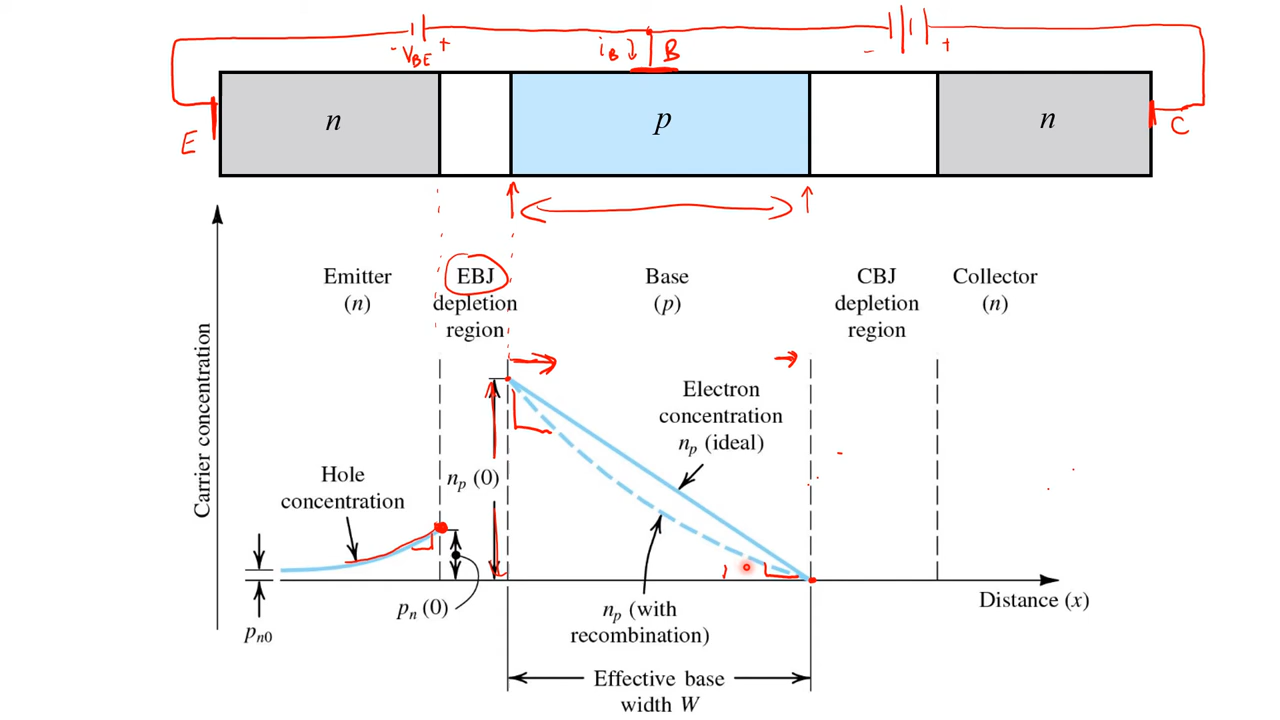 - VBE +
iB
B
- +
E
n
p
n
C
Emitter
(n)
EBJ
depletion
region
Base
(p)
CBJ
depletion
region
Collector
(n)
Carrier concentration
Electron
concentration
np (ideal)
Hole
concentration
np (0)
pn (0)
pn0
np (with
recombination)
Distance (x)
Effective base
width W